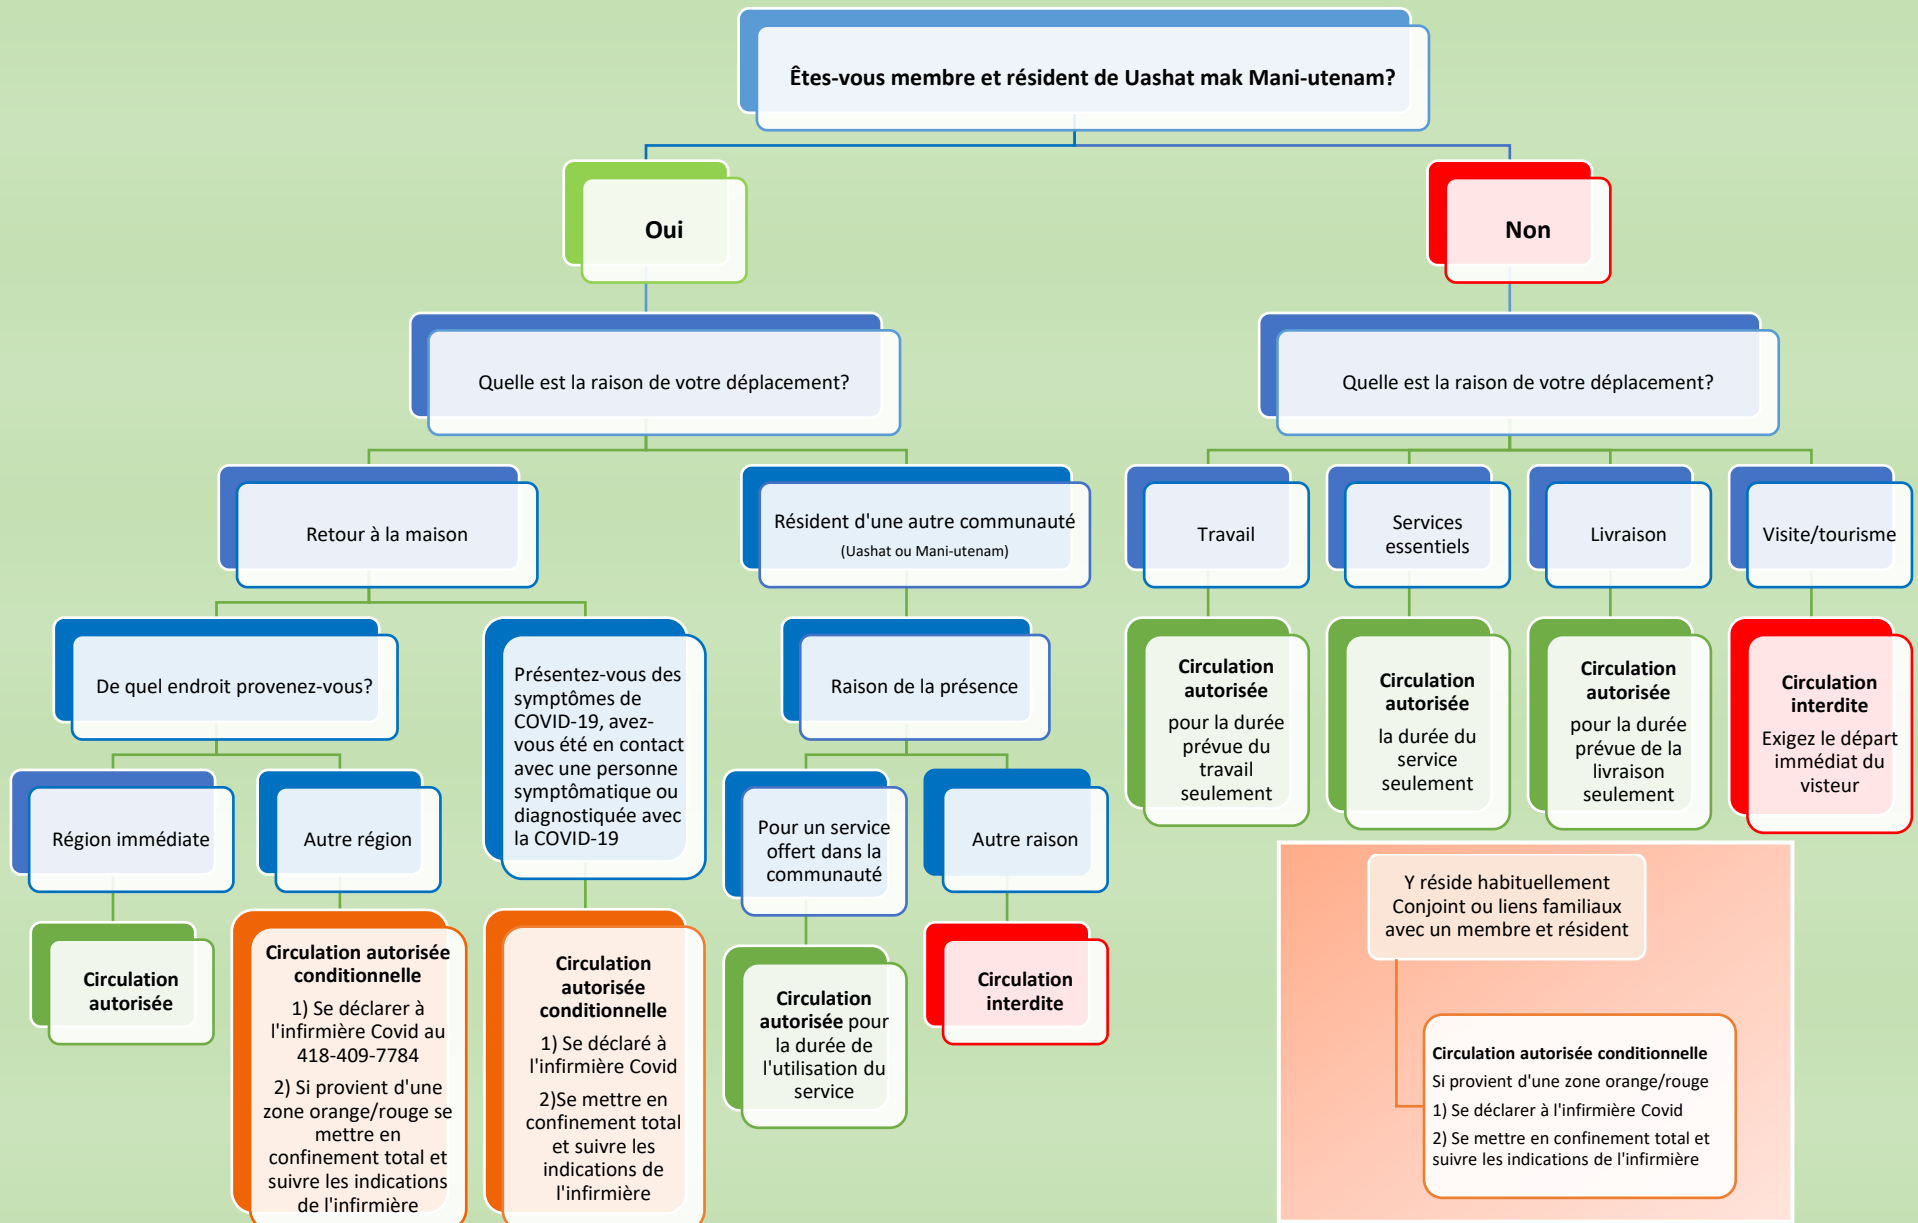 Êtes-vous membre et résident de Uashat mak Mani-utenam?
Oui
Non
Quelle est la raison de votre déplacement?
Quelle est la raison de votre déplacement?
Retour à la maison
Résident d'une autre communauté
(Uashat ou Mani-utenam)
Travail
Services
essentiels
Livraison
Visite/tourisme
De quel endroit provenez-vous?
Présentez-vous des
symptômes de
COVID-19, avez-
vous été en contact
avec une personne
symptômatique ou
diagnostiquée avec
la COVID-19
Raison de la présence
Circulation
autorisée
pour la durée
prévue du
travail
seulement
Circulation
autorisée
la durée du
service
seulement
Circulation
autorisée
pour la durée
prévue de la
livraison
seulement
Circulation
interdite
Exigez le départ
immédiat du
visteur
Région immédiate
Autre région
Pour un service
offert dans la
communauté
Autre raison
Circulation
autorisée
Circulation autorisée
conditionnelle
1) Se déclarer à
l'infirmière Covid au
418-409-7784
2) Si provient d'une
zone orange/rouge se
mettre en
confinement total et
suivre les indications
de l'infirmière
Circulation
autorisée
conditionnelle
1) Se déclaré à
l'infirmière Covid
2)Se mettre en
confinement total
et suivre les
indications de
l'infirmière
Circulation
autorisée pour
la durée de
l'utilisation du
service
Circulation
interdite
Y réside habituellement
Conjoint ou liens familiaux
avec un membre et résident
Circulation autorisée conditionnelle
Si provient d'une zone orange/rouge
1) Se déclarer à l'infirmière Covid
2) Se mettre en confinement total et
suivre les indications de l'infirmière